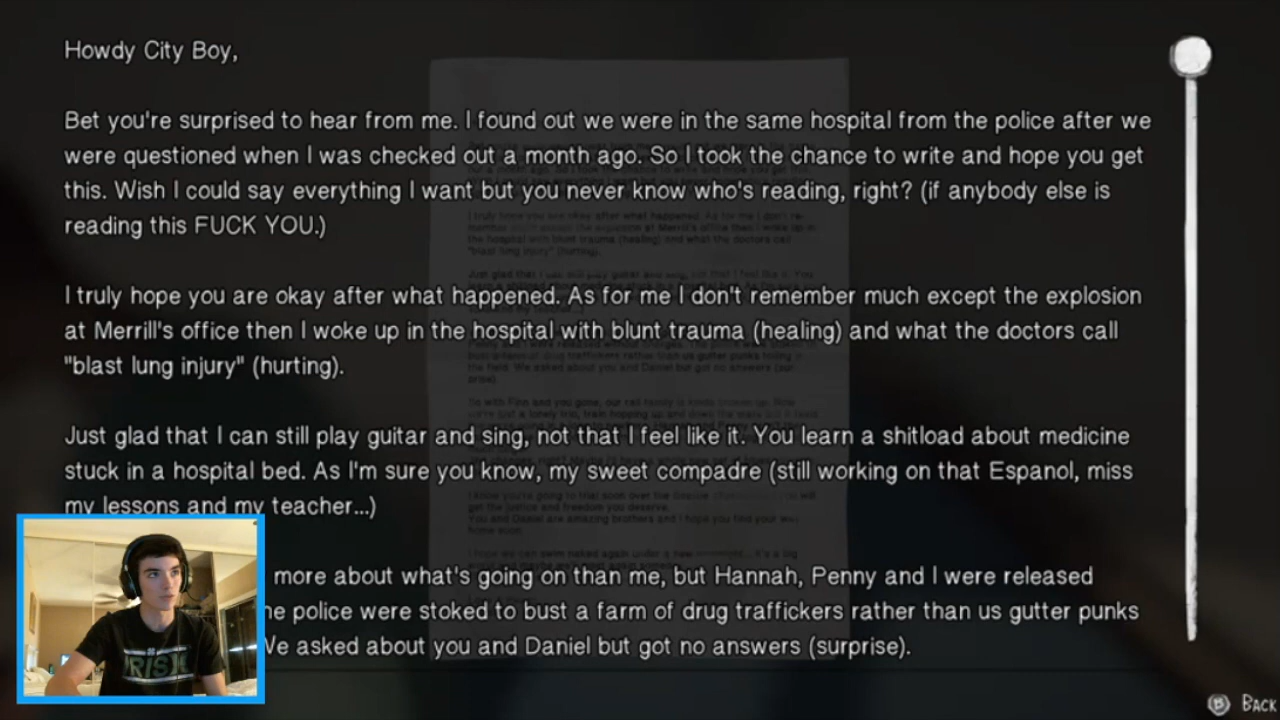 Howdy City Boy,
Bet you're surprised to hear from me. I found out we were in the same hospital from the police after we
were questioned when I was checked out a month ago. So I took the chance to write and hope you get
this. Wish I could say everything I want but you never know who's reading, right? (if anybody else is
reading this FUCK YOU.)
I truly hope you are okay after what happened. As for me I don't remember much except the explosion
at Merrill's office then I woke up in the hospital with blunt trauma (healing) and what the doctors call
"blast lung injury" (hurting).
Just glad that I can still play guitar and sing, not that I feel like it. You learn a shitload about medicine
stuck in a hospital bed. As I'm sure you know, my sweet compadre (still working on that Espanol, miss
my lessons and my teacher...)
more about what's going on than me, but Hannah, Penny and I were released
police were stoked to bust a farm of drug traffickers rather than us gutter punks
asked about you and Daniel but got no answers (surprise).
B BACK